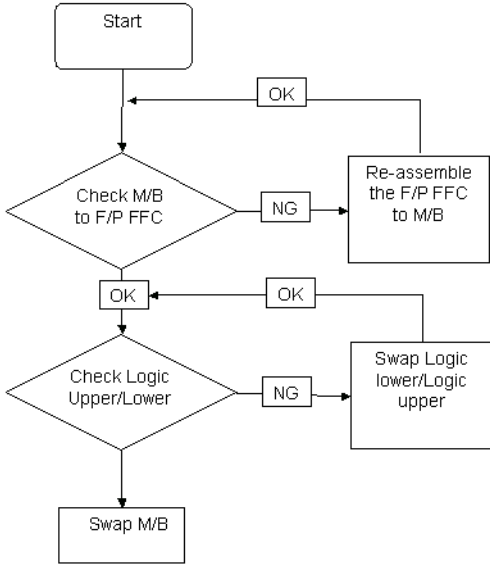 Start
OK
Check M/B
to F/P FFC
NG
Re-assemble
the F/P FFC
to M/B
OK
OK
Check Logic
Upper/Lower
NG
Swap Logic
lower/Logic
upper
Swap M/B